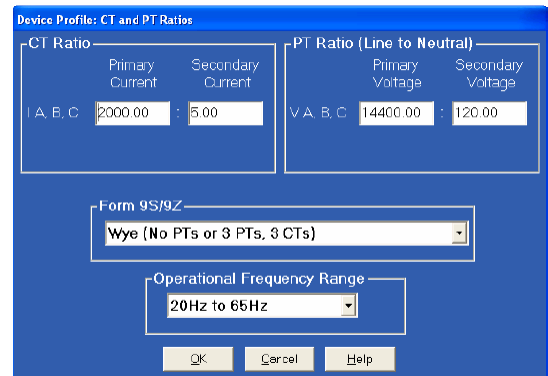 Device Profile: CT and PT Ratios
CT Ratio
Primary Current
Secondary Current
I A, B, C 2000.00 : 5.00
PT Ratio (Line to Neutral)
Primary Voltage
Secondary Voltage
V A, B, C 14400.00 : 120.00
Form 9S/9Z
Wye (No PTs or 3 PTs, 3 CTs)
Operational Frequency Range
20Hz to 65Hz
OK Cancel Help